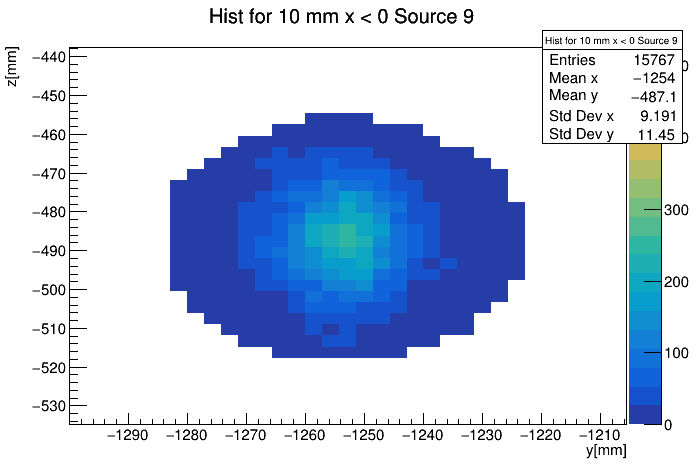 Hist for 10 mm x < 0 Source 9
z[mm]
−440
−450
−460
−470
−480
−490
−500
−510
−520
−530
−1290
−1280
−1270
−1260
−1250
−1240
−1230
−1220
−1210
y[mm]
Hist for 10 mm x < 0 Source 9
Entries 15767
Mean x −1254
Mean y −487.1
Std Dev x 9.191
Std Dev y 11.45
300
200
100
0